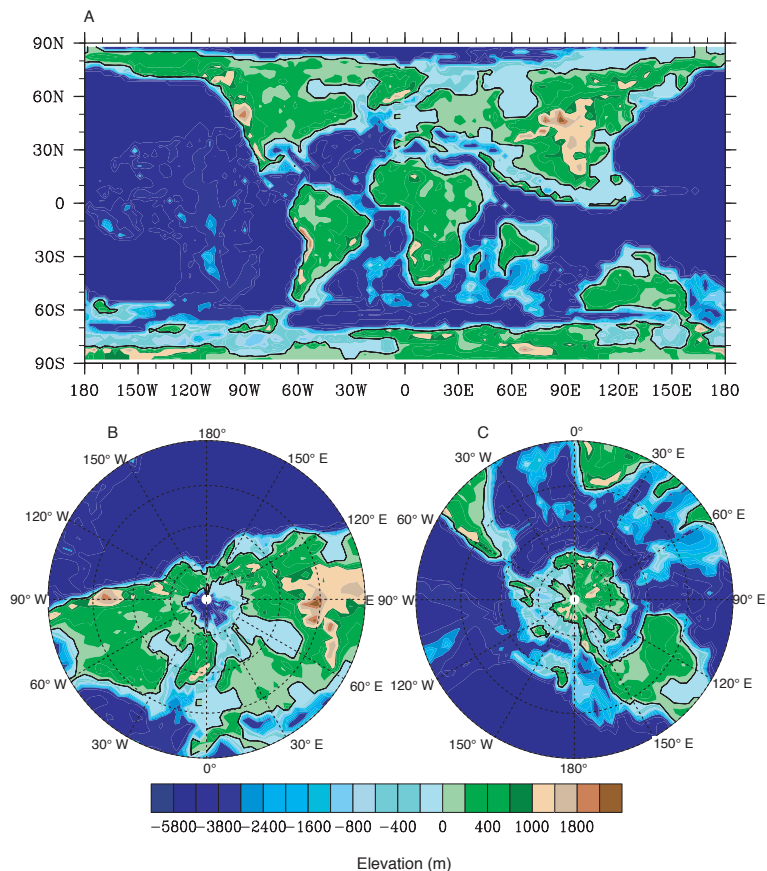 A
90N
60N
30N
0
30S
60S
90S
180 150W 120W 90W 60W 30W 0 30E 60E 90E 120E 150E 180
B
180°
150° W 150° E
120° W 120° E
90° W E
60° W 60° E
30° W 30° E
0°
C
0°
30° W 30° E
60° W 60° E
90° W 90° E
120° W 120° E
150° W 150° E
180°
-5800 -3800 -2400 -1600 -800 -400 0 400 1000 1800
Elevation (m)